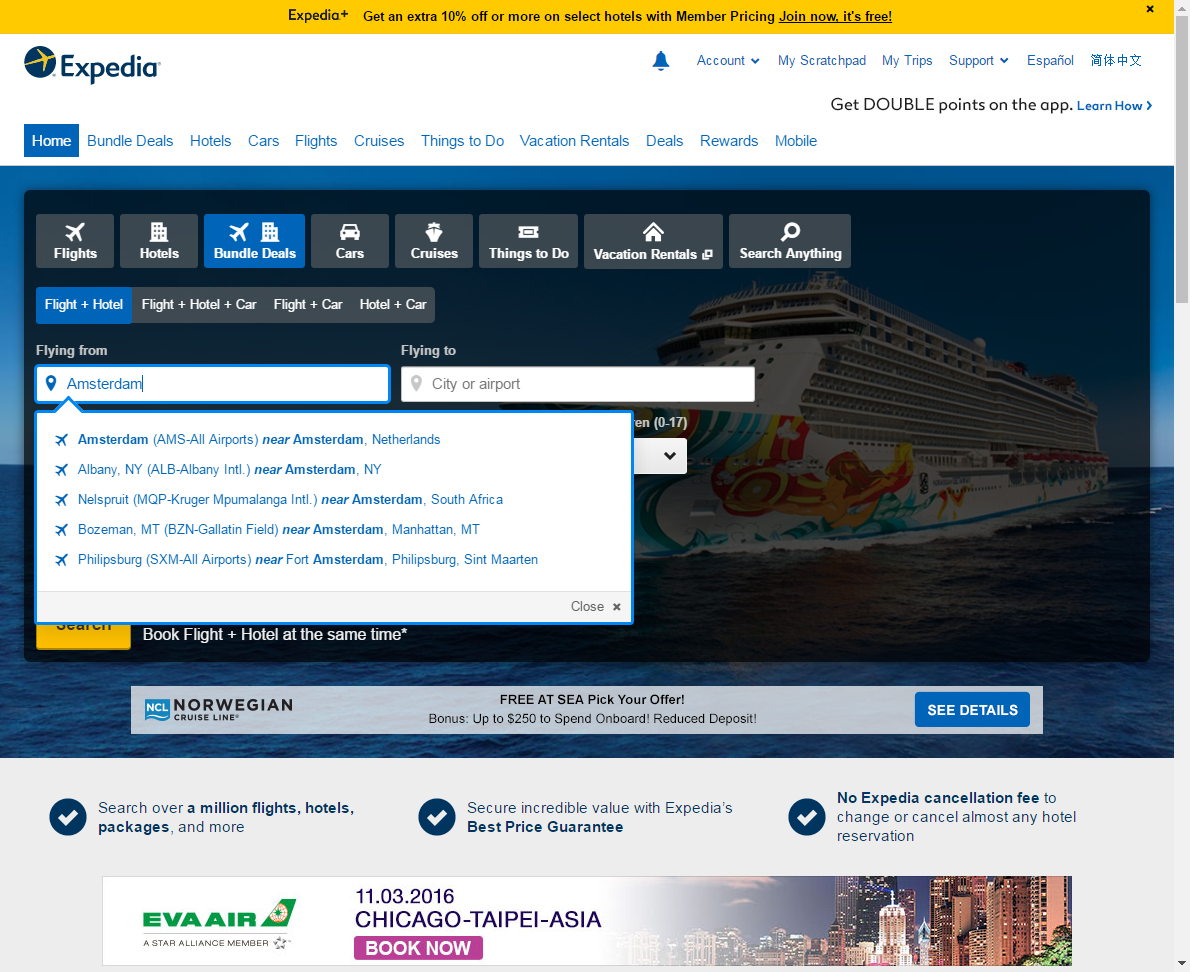 Expedia+ Get an extra 10% off or more on select hotels with Member Pricing Join now, it's free!
Expedia
Account My Scratchpad My Trips Support Español 简体中文
Get DOUBLE points on the app. Learn How
Home Bundle Deals Hotels Cars Flights Cruises Things to Do Vacation Rentals Deals Rewards Mobile
Flights Hotels Bundle Deals Cars Cruises Things to Do Vacation Rentals Search Anything
Flight + Hotel Flight + Hotel + Car Flight + Car Hotel + Car
Flying from Flying to
Amsterdam City or airport
ren (0-17)
Amsterdam (AMS-All Airports) near Amsterdam, Netherlands
Albany, NY (ALB-Albany Intl.) near Amsterdam, NY
Nelspruit (MQP-Kruger Mpumalanga Intl.) near Amsterdam, South Africa
Bozeman, MT (BZN-Gallatin Field) near Amsterdam, Manhattan, MT
Philipsburg (SXM-All Airports) near Fort Amsterdam, Philipsburg, Sint Maarten
Close
Search Book Flight + Hotel at the same time*
NCL NORWEGIAN
CRUISE LINE®
FREE AT SEA Pick Your Offer!
Bonus: Up to $250 to Spend Onboard! Reduced Deposit!
SEE DETAILS
Search over a million flights, hotels,
packages, and more
Secure incredible value with Expedia's
Best Price Guarantee
No Expedia cancellation fee to
change or cancel almost any hotel
reservation
EVA AIR
A STAR ALLIANCE MEMBER
11.03.2016
CHICAGO-TAIPEI-ASIA
BOOK NOW